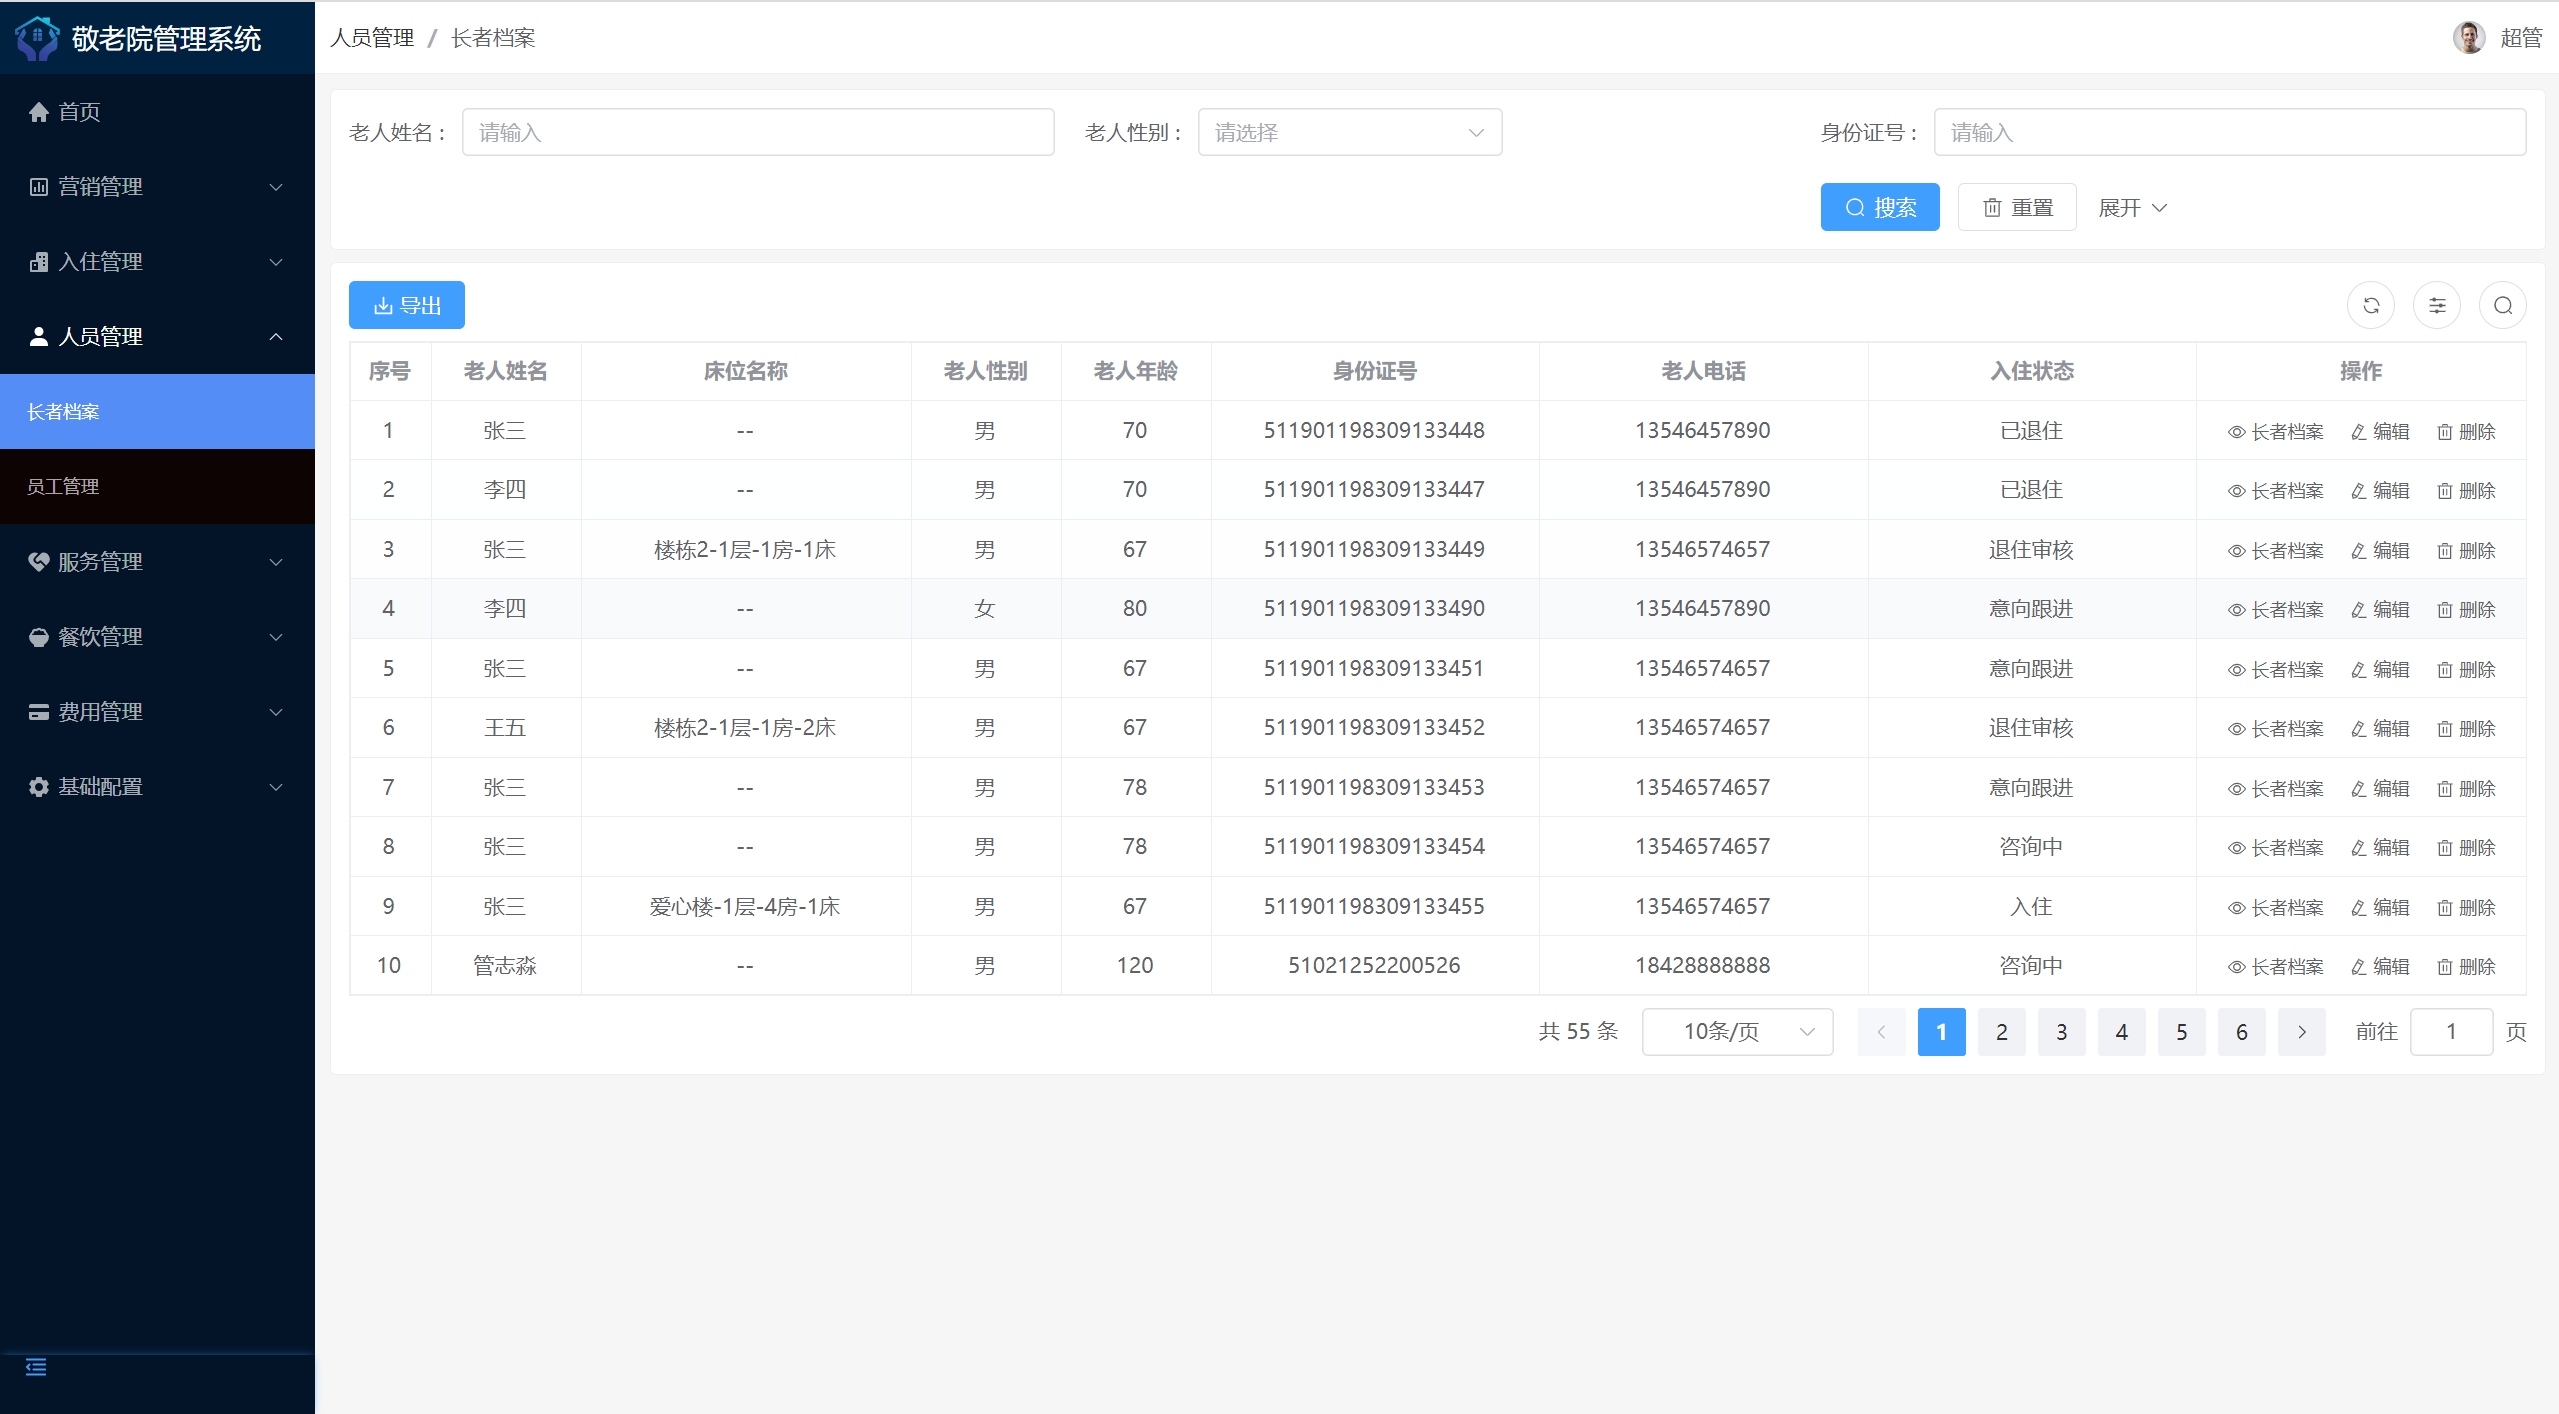 敬老院管理系统
人员管理 / 长者档案
超管
首页
营销管理
入住管理
人员管理
长者档案
员工管理
服务管理
餐饮管理
费用管理
基础配置
老人姓名： 请输入 老人性别： 请选择 身份证号： 请输入
搜索 重置 展开
导出
序号 老人姓名 床位名称 老人性别 老人年龄 身份证号 老人电话 入住状态 操作
1 张三 -- 男 70 511901198309133448 13546457890 已退住 长者档案 编辑 删除
2 李四 -- 男 70 511901198309133447 13546457890 已退住 长者档案 编辑 删除
3 张三 楼栋2-1层-1房-1床 男 67 511901198309133449 13546574657 退住审核 长者档案 编辑 删除
4 李四 -- 女 80 511901198309133490 13546457890 意向跟进 长者档案 编辑 删除
5 张三 -- 男 67 511901198309133451 13546574657 意向跟进 长者档案 编辑 删除
6 王五 楼栋2-1层-1房-2床 男 67 511901198309133452 13546574657 退住审核 长者档案 编辑 删除
7 张三 -- 男 78 511901198309133453 13546574657 意向跟进 长者档案 编辑 删除
8 张三 -- 男 78 511901198309133454 13546574657 咨询中 长者档案 编辑 删除
9 张三 爱心楼-1层-4房-1床 男 67 511901198309133455 13546574657 入住 长者档案 编辑 删除
10 管志淼 -- 男 120 51021252200526 18428888888 咨询中 长者档案 编辑 删除
共 55 条 10条/页 1 2 3 4 5 6 前往 1 页